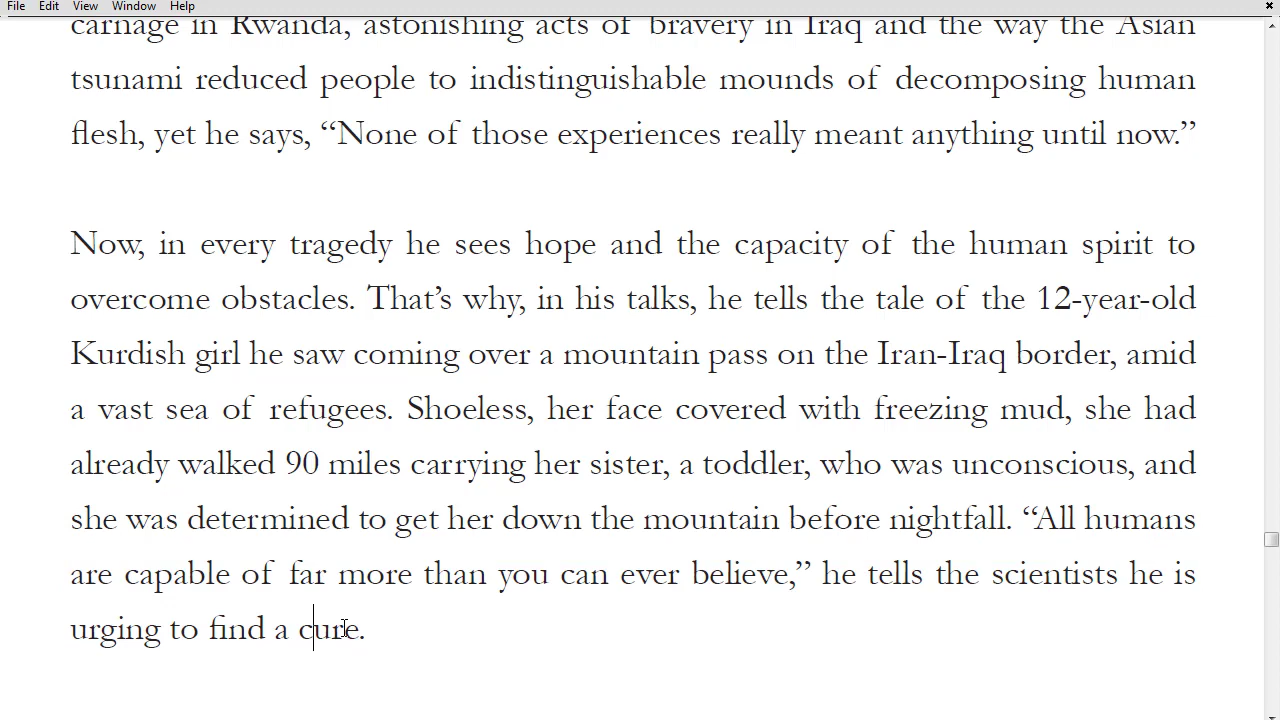 File Edit View Window Help
carnage in Rwanda, astonishing acts of bravery in Iraq and the way the Asian
tsunami reduced people to indistinguishable mounds of decomposing human
flesh, yet he says, “None of those experiences really meant anything until now.”
Now, in every tragedy he sees hope and the capacity of the human spirit to
overcome obstacles. That’s why, in his talks, he tells the tale of the 12-year-old
Kurdish girl he saw coming over a mountain pass on the Iran-Iraq border, amid
a vast sea of refugees. Shoeless, her face covered with freezing mud, she had
already walked 90 miles carrying her sister, a toddler, who was unconscious, and
she was determined to get her down the mountain before nightfall. “All humans
are capable of far more than you can ever believe,” he tells the scientists he is
urging to find a cure.